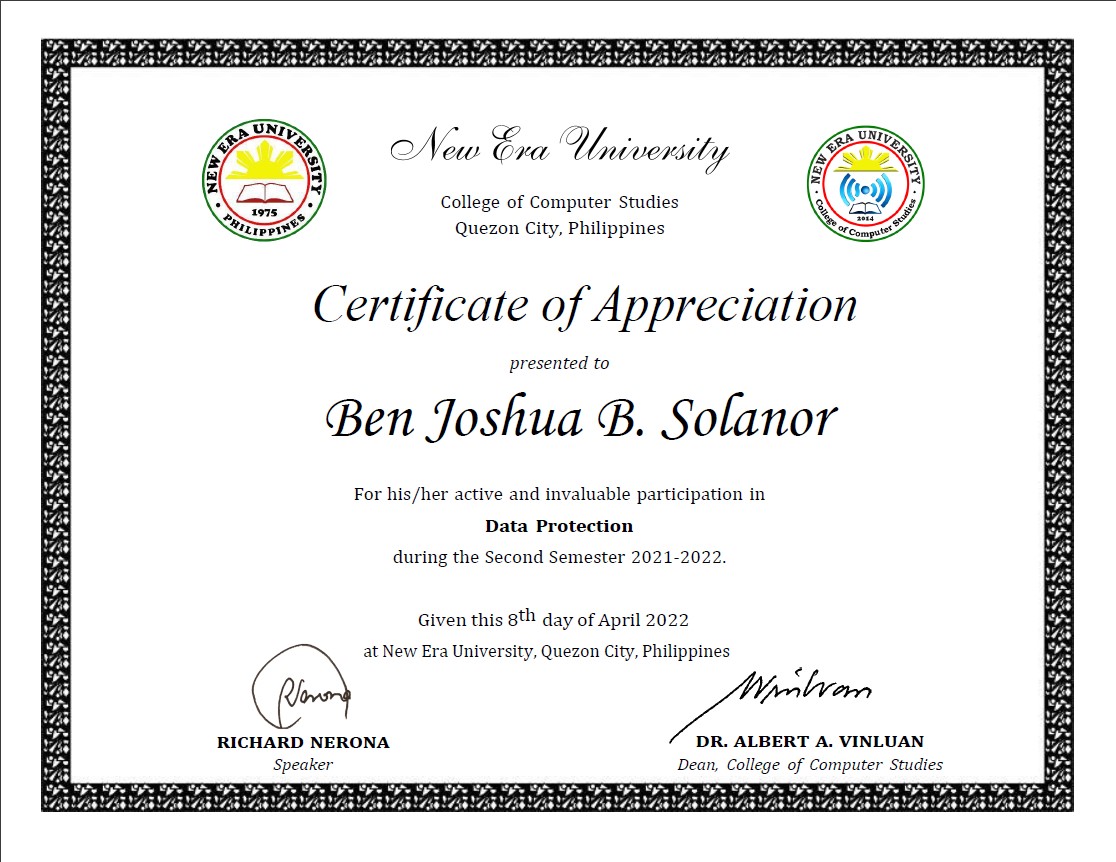 NEW ERA UNIVERSITY
1975
PHILIPPINES
New Era University
College of Computer Studies
Quezon City, Philippines
NEW ERA UNIVERSITY
2014
College of Computer Studies
Certificate of Appreciation
presented to
Ben Joshua B. Solanor
For his/her active and invaluable participation in
Data Protection
during the Second Semester 2021-2022.
Given this 8th day of April 2022
at New Era University, Quezon City, Philippines
RNerona
RICHARD NERONA
Speaker
Vinluan
DR. ALBERT A. VINLUAN
Dean, College of Computer Studies